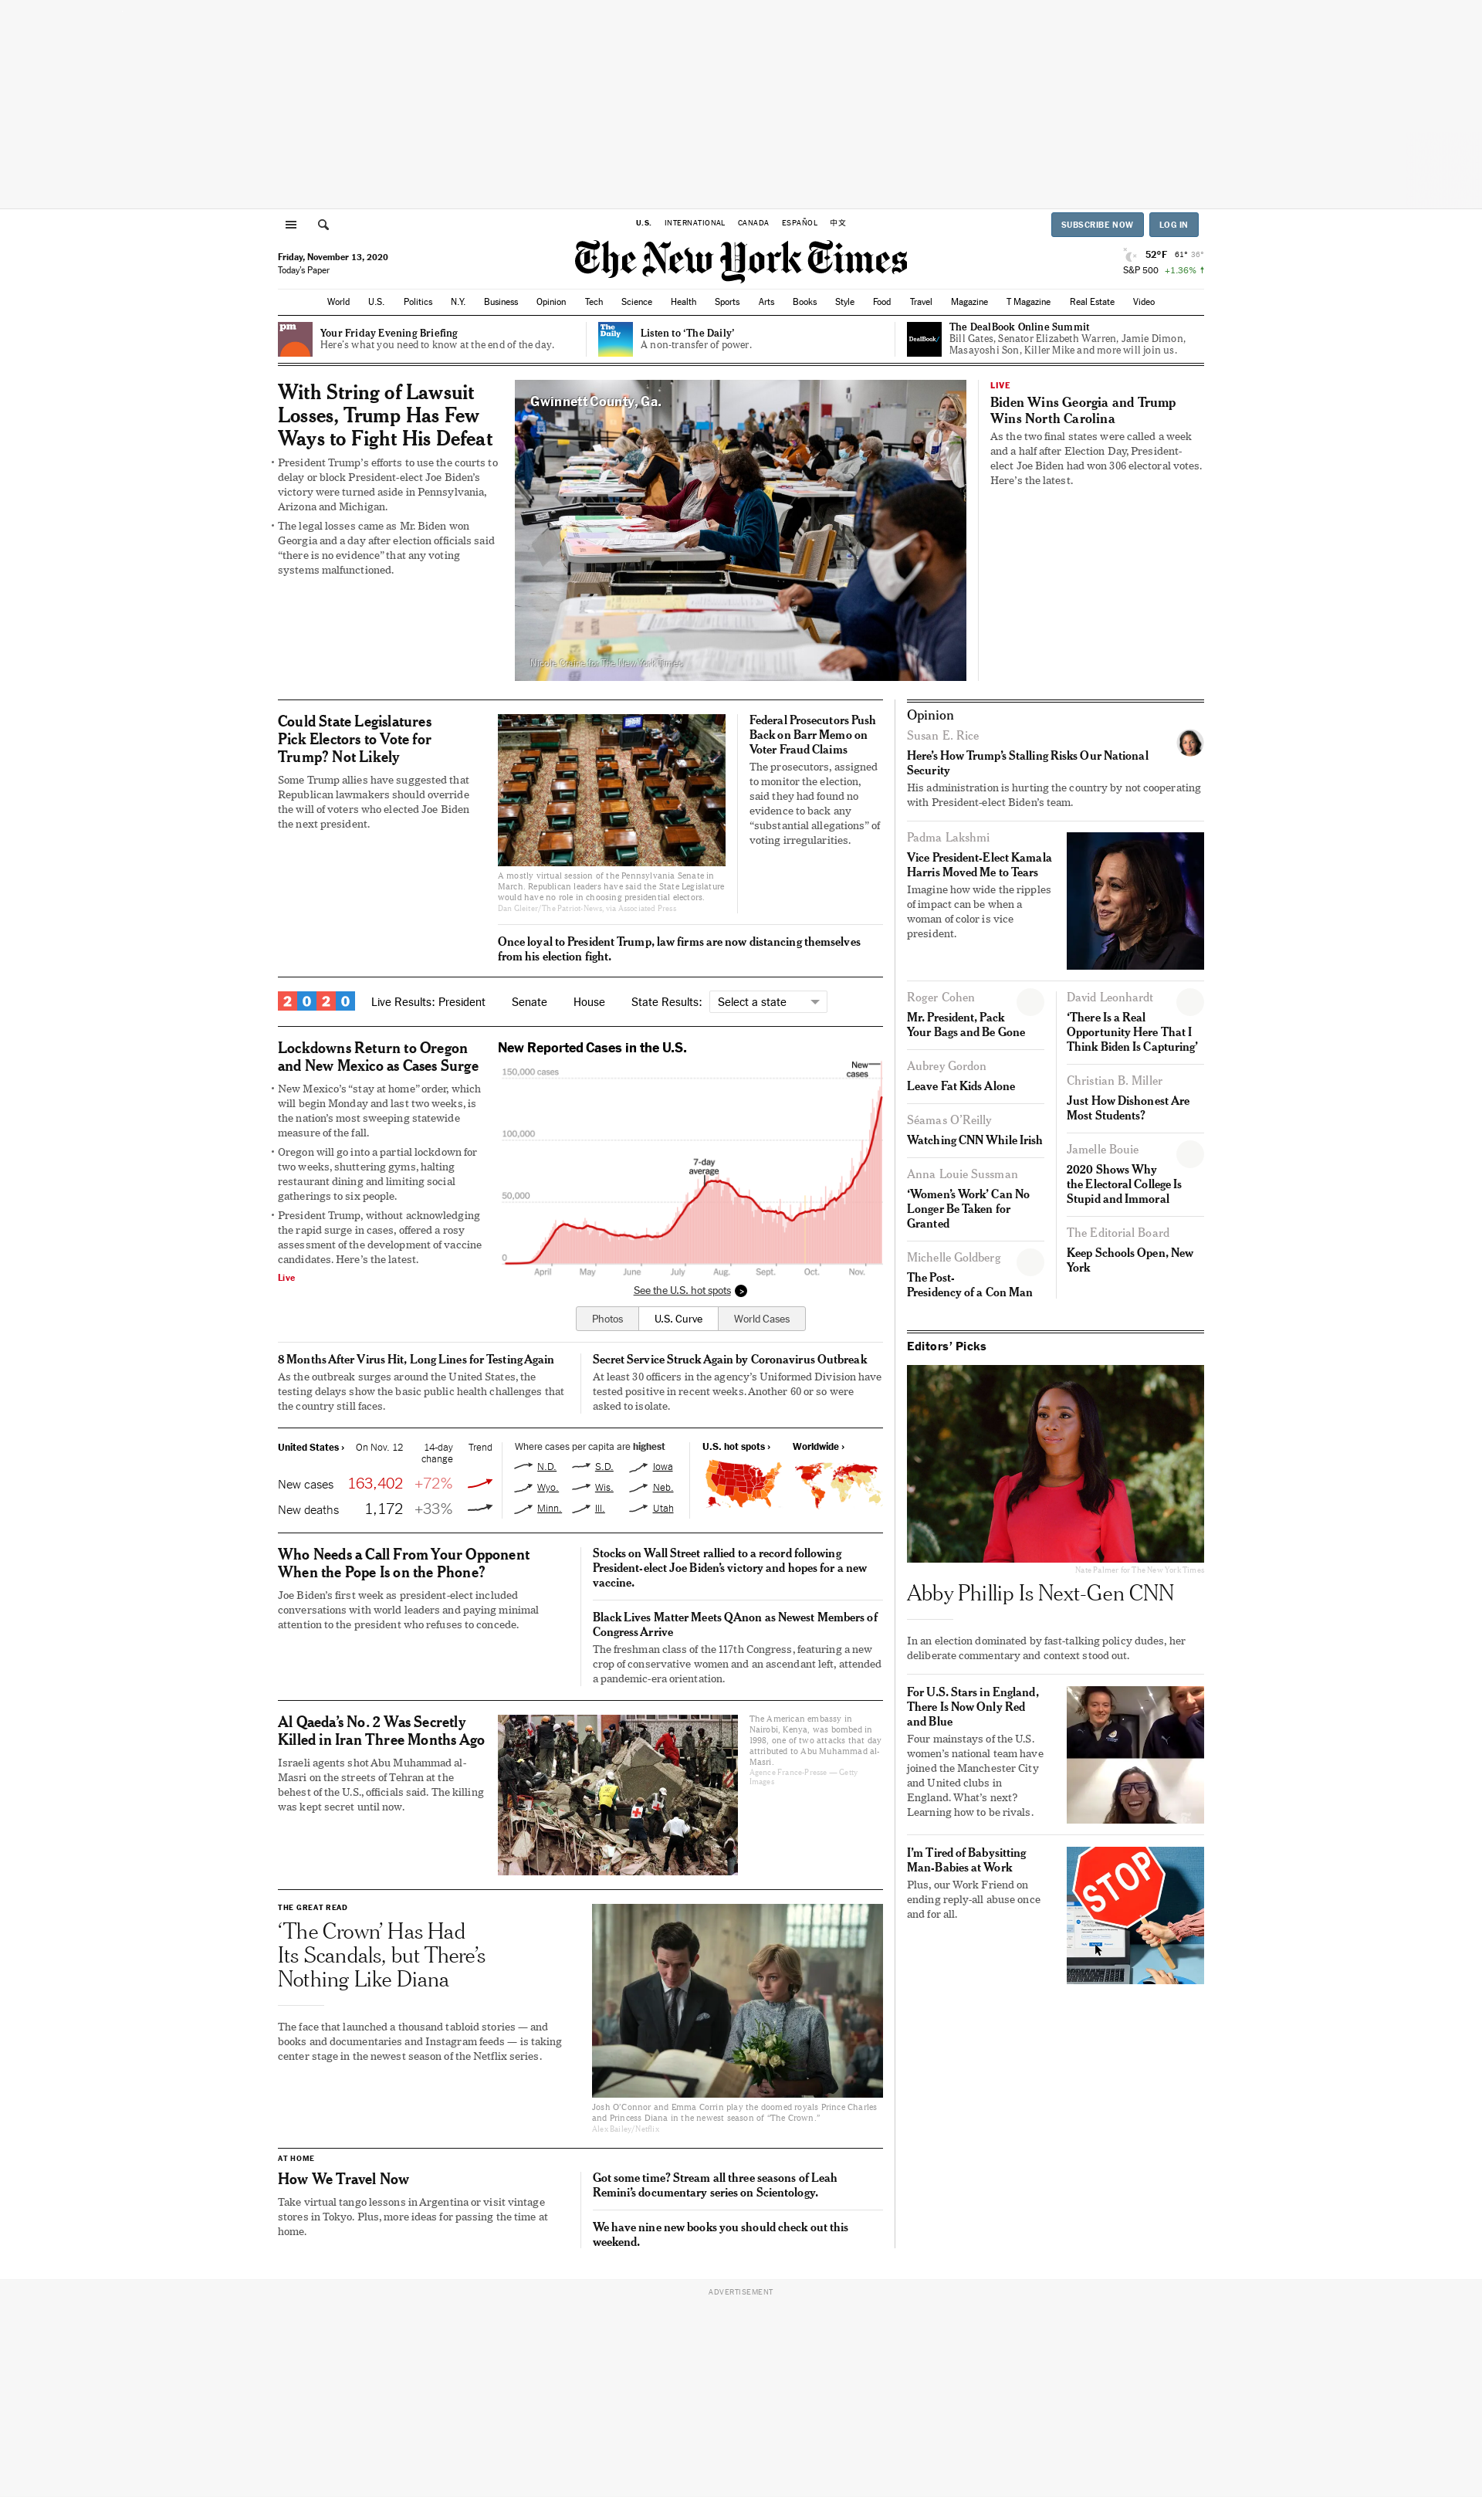 U.S. INTERNATIONAL CANADA ESPAÑOL 中文
SUBSCRIBE NOW LOG IN
Friday, November 13, 2020
Today's Paper
The New York Times
52°F 61° 36°
S&P 500 +1.36% ↑
World U.S. Politics N.Y. Business Opinion Tech Science Health Sports Arts Books Style Food Travel Magazine T Magazine Real Estate Video
pm
Your Friday Evening Briefing
Here's what you need to know at the end of the day.
The
Daily
Listen to ‘The Daily’
A non-transfer of power.
DealBook/
The DealBook Online Summit
Bill Gates, Senator Elizabeth Warren, Jamie Dimon,
Masayoshi Son, Killer Mike and more will join us.
With String of Lawsuit
Losses, Trump Has Few
Ways to Fight His Defeat
• President Trump's efforts to use the courts to
delay or block President-elect Joe Biden's
victory were turned aside in Pennsylvania,
Arizona and Michigan.
• The legal losses came as Mr. Biden won
Georgia and a day after election officials said
“there is no evidence” that any voting
systems malfunctioned.
Gwinnett County, Ga.
Nicole Craine for The New York Times
LIVE
Biden Wins Georgia and Trump
Wins North Carolina
As the two final states were called a week
and a half after Election Day, President-
elect Joe Biden had won 306 electoral votes.
Here's the latest.
Could State Legislatures
Pick Electors to Vote for
Trump? Not Likely
Some Trump allies have suggested that
Republican lawmakers should override
the will of voters who elected Joe Biden
the next president.
A mostly virtual session of the Pennsylvania Senate in
March. Republican leaders have said the State Legislature
would have no role in choosing presidential electors.
Dan Gleiter/The Patriot-News, via Associated Press
Federal Prosecutors Push
Back on Barr Memo on
Voter Fraud Claims
The prosecutors, assigned
to monitor the election,
said they had found no
evidence to back any
“substantial allegations” of
voting irregularities.
Once loyal to President Trump, law firms are now distancing themselves
from his election fight.
2020 Live Results: President Senate House State Results: Select a state
Lockdowns Return to Oregon
and New Mexico as Cases Surge
• New Mexico's “stay at home” order, which
will begin Monday and last two weeks, is
the nation's most sweeping statewide
measure of the fall.
• Oregon will go into a partial lockdown for
two weeks, shuttering gyms, halting
restaurant dining and limiting social
gatherings to six people.
• President Trump, without acknowledging
the rapid surge in cases, offered a rosy
assessment of the development of vaccine
candidates. Here's the latest.
Live
New Reported Cases in the U.S.
150,000 cases
New
cases
100,000
7-day
average
50,000
0
April May June July Aug. Sept. Oct. Nov.
See the U.S. hot spots >
Photos U.S. Curve World Cases
8 Months After Virus Hit, Long Lines for Testing Again
As the outbreak surges around the United States, the
testing delays show the basic public health challenges that
the country still faces.
Secret Service Struck Again by Coronavirus Outbreak
At least 30 officers in the agency's Uniformed Division have
tested positive in recent weeks. Another 60 or so were
asked to isolate.
United States › On Nov. 12 14-day Trend
change
New cases 163,402 +72%
New deaths 1,172 +33%
Where cases per capita are highest
N.D. S.D. Iowa
Wyo. Wis. Neb.
Minn. Ill. Utah
U.S. hot spots › Worldwide ›
Who Needs a Call From Your Opponent
When the Pope Is on the Phone?
Joe Biden's first week as president-elect included
conversations with world leaders and paying minimal
attention to the president who refuses to concede.
Stocks on Wall Street rallied to a record following
President-elect Joe Biden's victory and hopes for a new
vaccine.
Black Lives Matter Meets QAnon as Newest Members of
Congress Arrive
The freshman class of the 117th Congress, featuring a new
crop of conservative women and an ascendant left, attended
a pandemic-era orientation.
Al Qaeda's No. 2 Was Secretly
Killed in Iran Three Months Ago
Israeli agents shot Abu Muhammad al-
Masri on the streets of Tehran at the
behest of the U.S., officials said. The killing
was kept secret until now.
The American embassy in
Nairobi, Kenya, was bombed in
1998, one of two attacks that day
attributed to Abu Muhammad al-
Masri.
Agence France-Presse — Getty
Images
THE GREAT READ
‘The Crown’ Has Had
Its Scandals, but There's
Nothing Like Diana
The face that launched a thousand tabloid stories — and
books and documentaries and Instagram feeds — is taking
center stage in the newest season of the Netflix series.
Josh O'Connor and Emma Corrin play the doomed royals Prince Charles
and Princess Diana in the newest season of “The Crown.”
Alex Bailey/Netflix
AT HOME
How We Travel Now
Take virtual tango lessons in Argentina or visit vintage
stores in Tokyo. Plus, more ideas for passing the time at
home.
Got some time? Stream all three seasons of Leah
Remini's documentary series on Scientology.
We have nine new books you should check out this
weekend.
Opinion
Susan E. Rice
Here's How Trump's Stalling Risks Our National
Security
His administration is hurting the country by not cooperating
with President-elect Biden's team.
Padma Lakshmi
Vice President-Elect Kamala
Harris Moved Me to Tears
Imagine how wide the ripples
of impact can be when a
woman of color is vice
president.
Roger Cohen
Mr. President, Pack
Your Bags and Be Gone
Aubrey Gordon
Leave Fat Kids Alone
Séamas O'Reilly
Watching CNN While Irish
Anna Louie Sussman
‘Women's Work’ Can No
Longer Be Taken for
Granted
Michelle Goldberg
The Post-
Presidency of a Con Man
David Leonhardt
‘There Is a Real
Opportunity Here That I
Think Biden Is Capturing’
Christian B. Miller
Just How Dishonest Are
Most Students?
Jamelle Bouie
2020 Shows Why
the Electoral College Is
Stupid and Immoral
The Editorial Board
Keep Schools Open, New
York
Editors' Picks
Nate Palmer for The New York Times
Abby Phillip Is Next-Gen CNN
In an election dominated by fast-talking policy dudes, her
deliberate commentary and context stood out.
For U.S. Stars in England,
There Is Now Only Red
and Blue
Four mainstays of the U.S.
women's national team have
joined the Manchester City
and United clubs in
England. What's next?
Learning how to be rivals.
I'm Tired of Babysitting
Man-Babies at Work
Plus, our Work Friend on
ending reply-all abuse once
and for all.
STOP
ADVERTISEMENT